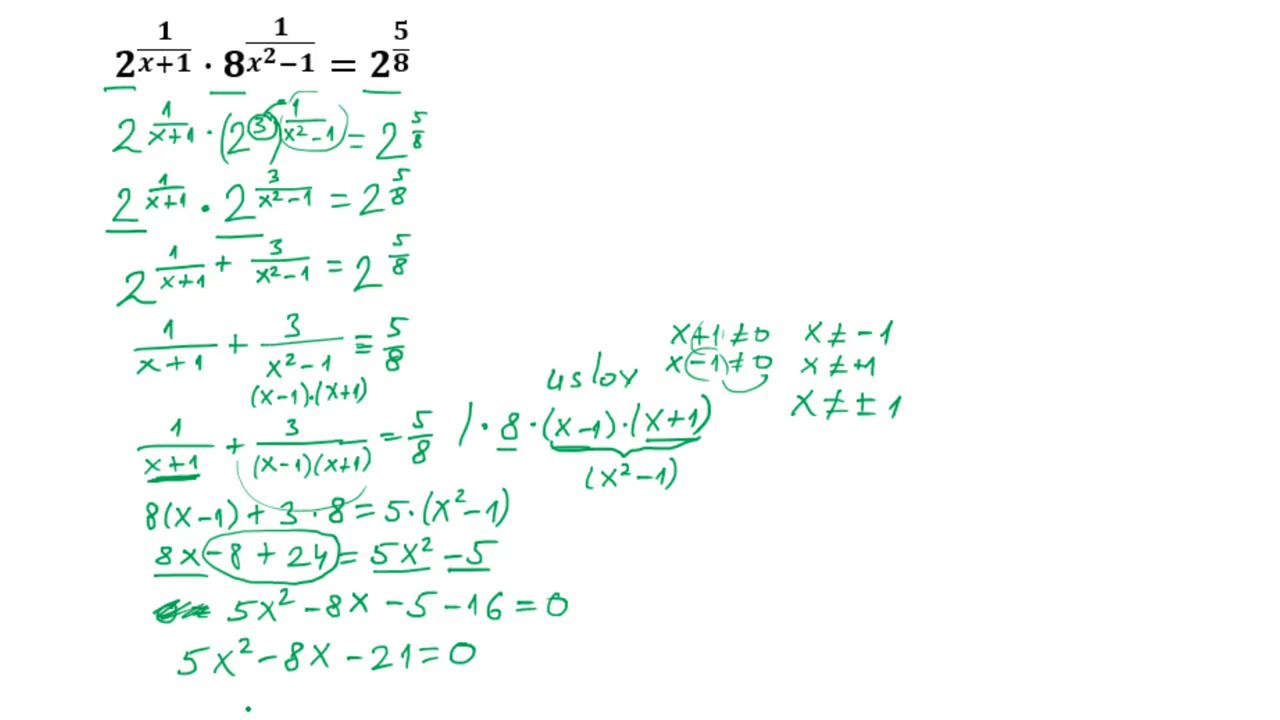 2^(1/(x+1)) · 8^(1/(x²−1)) = 2^(5/8)
2^(1/(x+1)) · (2³)^(1/(x²−1)) = 2^(5/8)
2^(1/(x+1)) · 2^(3/(x²−1)) = 2^(5/8)
2^(1/(x+1) + 3/(x²−1)) = 2^(5/8)
1/(x+1) + 3/(x²−1) = 5/8
(x−1)·(x+1)
uslov
x+1≠0 x≠−1
x−1≠0 x≠+1
x≠±1
1/(x+1) + 3/((x−1)(x+1)) = 5/8 /·8·(x−1)·(x+1)
(x²−1)
8(x−1)+3·8=5·(x²−1)
8x−8+24=5x²−5
5x²−8x−5−16=0
5x²−8x−21=0